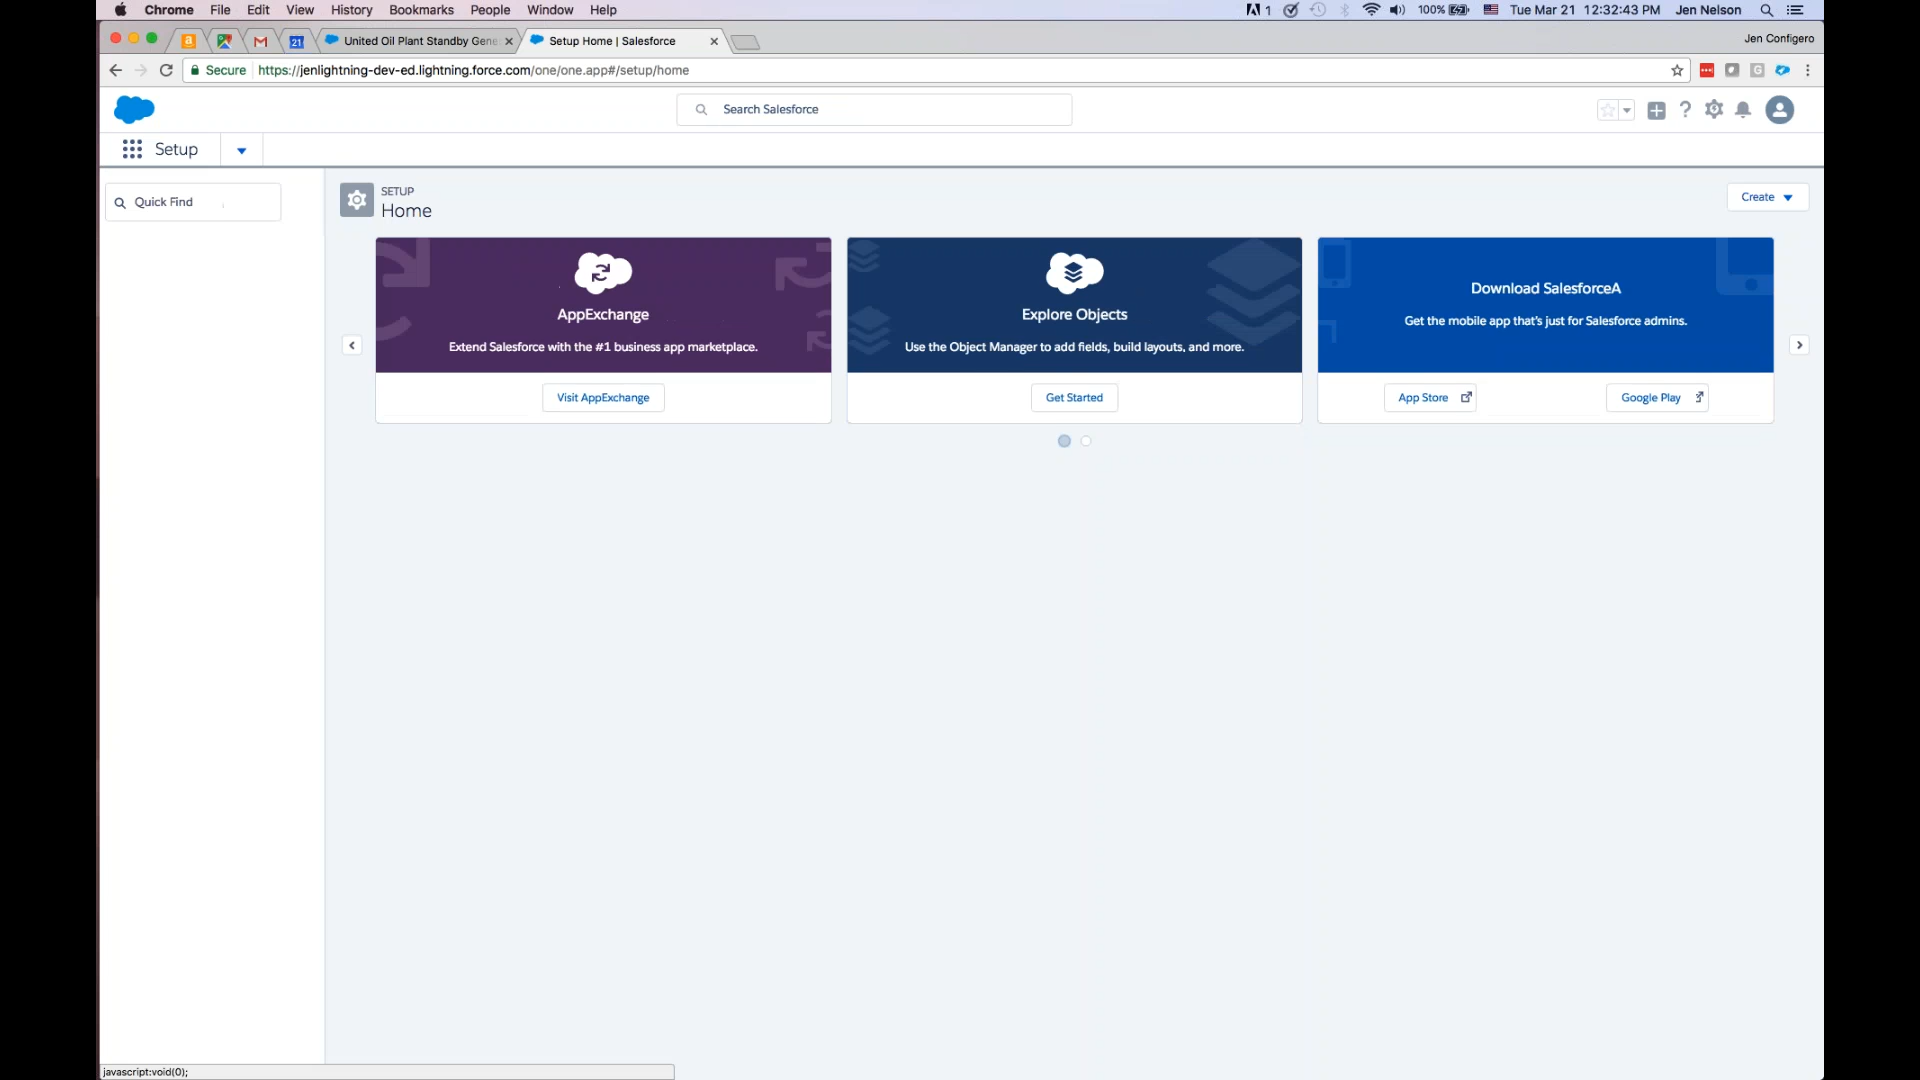 Chrome File Edit View History Bookmarks People Window Help
1 100% Tue Mar 21 12:32:43 PM Jen Nelson
a 21 United Oil Plant Standby Gene Setup Home | Salesforce Jen Configero
Secure https://jenlightning-dev-ed.lightning.force.com/one/one.app#/setup/home
Search Salesforce
Setup
Quick Find
SETUP
Home
Create
AppExchange
Extend Salesforce with the #1 business app marketplace.
Visit AppExchange
Explore Objects
Use the Object Manager to add fields, build layouts, and more.
Get Started
Download SalesforceA
Get the mobile app that's just for Salesforce admins.
App Store Google Play
javascript:void(0);